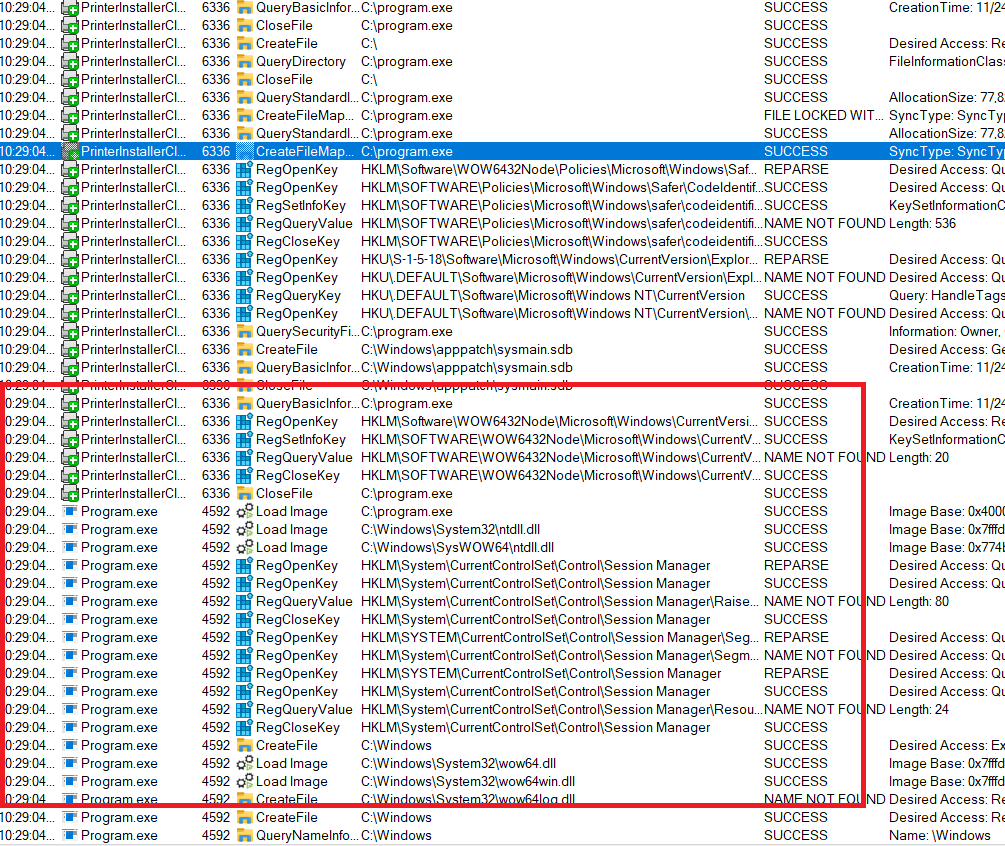 10:29:04... PrinterInstallerCl... 6336 QueryBasicInfor... C:\program.exe SUCCESS CreationTime: 11/24
10:29:04... PrinterInstallerCl... 6336 CloseFile C:\program.exe SUCCESS
10:29:04... PrinterInstallerCl... 6336 CreateFile C:\ SUCCESS Desired Access: Re
10:29:04... PrinterInstallerCl... 6336 QueryDirectory C:\program.exe SUCCESS FileInformationClass
10:29:04... PrinterInstallerCl... 6336 CloseFile C:\ SUCCESS
10:29:04... PrinterInstallerCl... 6336 QueryStandardI... C:\program.exe SUCCESS AllocationSize: 77,8
10:29:04... PrinterInstallerCl... 6336 CreateFileMap... C:\program.exe FILE LOCKED WIT... SyncType: SyncTy
10:29:04... PrinterInstallerCl... 6336 QueryStandardI... C:\program.exe SUCCESS AllocationSize: 77,8
10:29:04... PrinterInstallerCl... 6336 CreateFileMap... C:\program.exe SUCCESS SyncType: SyncTy
10:29:04... PrinterInstallerCl... 6336 RegOpenKey HKLM\Software\WOW6432Node\Policies\Microsoft\Windows\Saf... REPARSE Desired Access: Qu
10:29:04... PrinterInstallerCl... 6336 RegOpenKey HKLM\SOFTWARE\Policies\Microsoft\Windows\Safer\CodeIdentif... SUCCESS Desired Access: Qu
10:29:04... PrinterInstallerCl... 6336 RegSetInfoKey HKLM\SOFTWARE\Policies\Microsoft\Windows\safer\codeidentifi... SUCCESS KeySetInformationC
10:29:04... PrinterInstallerCl... 6336 RegQueryValue HKLM\SOFTWARE\Policies\Microsoft\Windows\safer\codeidentifi... NAME NOT FOUND Length: 536
10:29:04... PrinterInstallerCl... 6336 RegCloseKey HKLM\SOFTWARE\Policies\Microsoft\Windows\safer\codeidentifi... SUCCESS
10:29:04... PrinterInstallerCl... 6336 RegOpenKey HKU\S-1-5-18\Software\Microsoft\Windows\CurrentVersion\Explor... REPARSE Desired Access: Qu
10:29:04... PrinterInstallerCl... 6336 RegOpenKey HKU\.DEFAULT\Software\Microsoft\Windows\CurrentVersion\Expl... NAME NOT FOUND Desired Access: Qu
10:29:04... PrinterInstallerCl... 6336 RegQueryKey HKU\.DEFAULT\Software\Microsoft\Windows NT\CurrentVersion SUCCESS Query: HandleTags
10:29:04... PrinterInstallerCl... 6336 RegOpenKey HKU\.DEFAULT\Software\Microsoft\Windows NT\CurrentVersion\... NAME NOT FOUND Desired Access: Qu
10:29:04... PrinterInstallerCl... 6336 QuerySecurityFi... C:\program.exe SUCCESS Information: Owner,
10:29:04... PrinterInstallerCl... 6336 CreateFile C:\Windows\apppatch\sysmain.sdb SUCCESS Desired Access: Ge
10:29:04... PrinterInstallerCl... 6336 QueryBasicInfor... C:\Windows\apppatch\sysmain.sdb SUCCESS CreationTime: 11/24
10:29:04... PrinterInstallerCl... 6336 CloseFile C:\Windows\apppatch\sysmain.sdb SUCCESS
0:29:04... PrinterInstallerCl... 6336 QueryBasicInfor... C:\program.exe SUCCESS CreationTime: 11/24
0:29:04... PrinterInstallerCl... 6336 RegOpenKey HKLM\Software\WOW6432Node\Microsoft\Windows\CurrentVersi... SUCCESS Desired Access: Re
0:29:04... PrinterInstallerCl... 6336 RegSetInfoKey HKLM\SOFTWARE\WOW6432Node\Microsoft\Windows\CurrentV... SUCCESS KeySetInformationC
0:29:04... PrinterInstallerCl... 6336 RegQueryValue HKLM\SOFTWARE\WOW6432Node\Microsoft\Windows\CurrentV... NAME NOT FOUND Length: 20
0:29:04... PrinterInstallerCl... 6336 RegCloseKey HKLM\SOFTWARE\WOW6432Node\Microsoft\Windows\CurrentV... SUCCESS
0:29:04... PrinterInstallerCl... 6336 CloseFile C:\program.exe SUCCESS
0:29:04... Program.exe 4592 Load Image C:\program.exe SUCCESS Image Base: 0x4000
0:29:04... Program.exe 4592 Load Image C:\Windows\System32\ntdll.dll SUCCESS Image Base: 0x7fffd
0:29:04... Program.exe 4592 Load Image C:\Windows\SysWOW64\ntdll.dll SUCCESS Image Base: 0x774b
0:29:04... Program.exe 4592 RegOpenKey HKLM\System\CurrentControlSet\Control\Session Manager REPARSE Desired Access: Qu
0:29:04... Program.exe 4592 RegOpenKey HKLM\System\CurrentControlSet\Control\Session Manager SUCCESS Desired Access: Qu
0:29:04... Program.exe 4592 RegQueryValue HKLM\System\CurrentControlSet\Control\Session Manager\Raise... NAME NOT FOUND Length: 80
0:29:04... Program.exe 4592 RegCloseKey HKLM\System\CurrentControlSet\Control\Session Manager SUCCESS
0:29:04... Program.exe 4592 RegOpenKey HKLM\SYSTEM\CurrentControlSet\Control\Session Manager\Seg... REPARSE Desired Access: Qu
0:29:04... Program.exe 4592 RegOpenKey HKLM\System\CurrentControlSet\Control\Session Manager\Segm... NAME NOT FOUND Desired Access: Qu
0:29:04... Program.exe 4592 RegOpenKey HKLM\SYSTEM\CurrentControlSet\Control\Session Manager REPARSE Desired Access: Qu
0:29:04... Program.exe 4592 RegOpenKey HKLM\System\CurrentControlSet\Control\Session Manager SUCCESS Desired Access: Qu
0:29:04... Program.exe 4592 RegQueryValue HKLM\System\CurrentControlSet\Control\Session Manager\Resou... NAME NOT FOUND Length: 24
0:29:04... Program.exe 4592 RegCloseKey HKLM\System\CurrentControlSet\Control\Session Manager SUCCESS
0:29:04... Program.exe 4592 CreateFile C:\Windows SUCCESS Desired Access: Ex
0:29:04... Program.exe 4592 Load Image C:\Windows\System32\wow64.dll SUCCESS Image Base: 0x7fffd
0:29:04... Program.exe 4592 Load Image C:\Windows\System32\wow64win.dll SUCCESS Image Base: 0x7fffd
0:29:04... Program.exe 4592 CreateFile C:\Windows\System32\wow64log.dll NAME NOT FOUND Desired Access: Re
10:29:04... Program.exe 4592 CreateFile C:\Windows SUCCESS Desired Access: Re
10:29:04... Program.exe 4592 QueryNameInfo... C:\Windows SUCCESS Name: \Windows